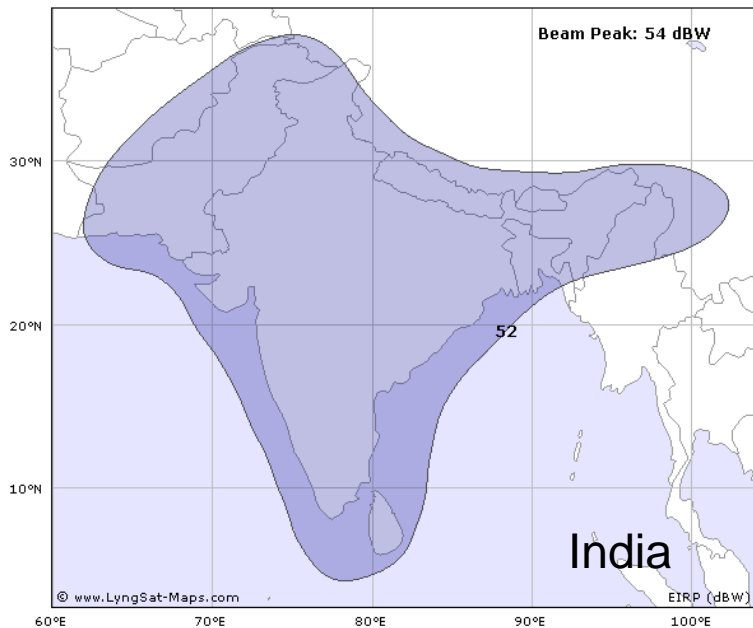 Beam Peak: 54 dBW
30°N
20°N
52
10°N
India
© www.LyngSat-Maps.com
EIRP (dBW)
60°E
70°E
80°E
90°E
100°E